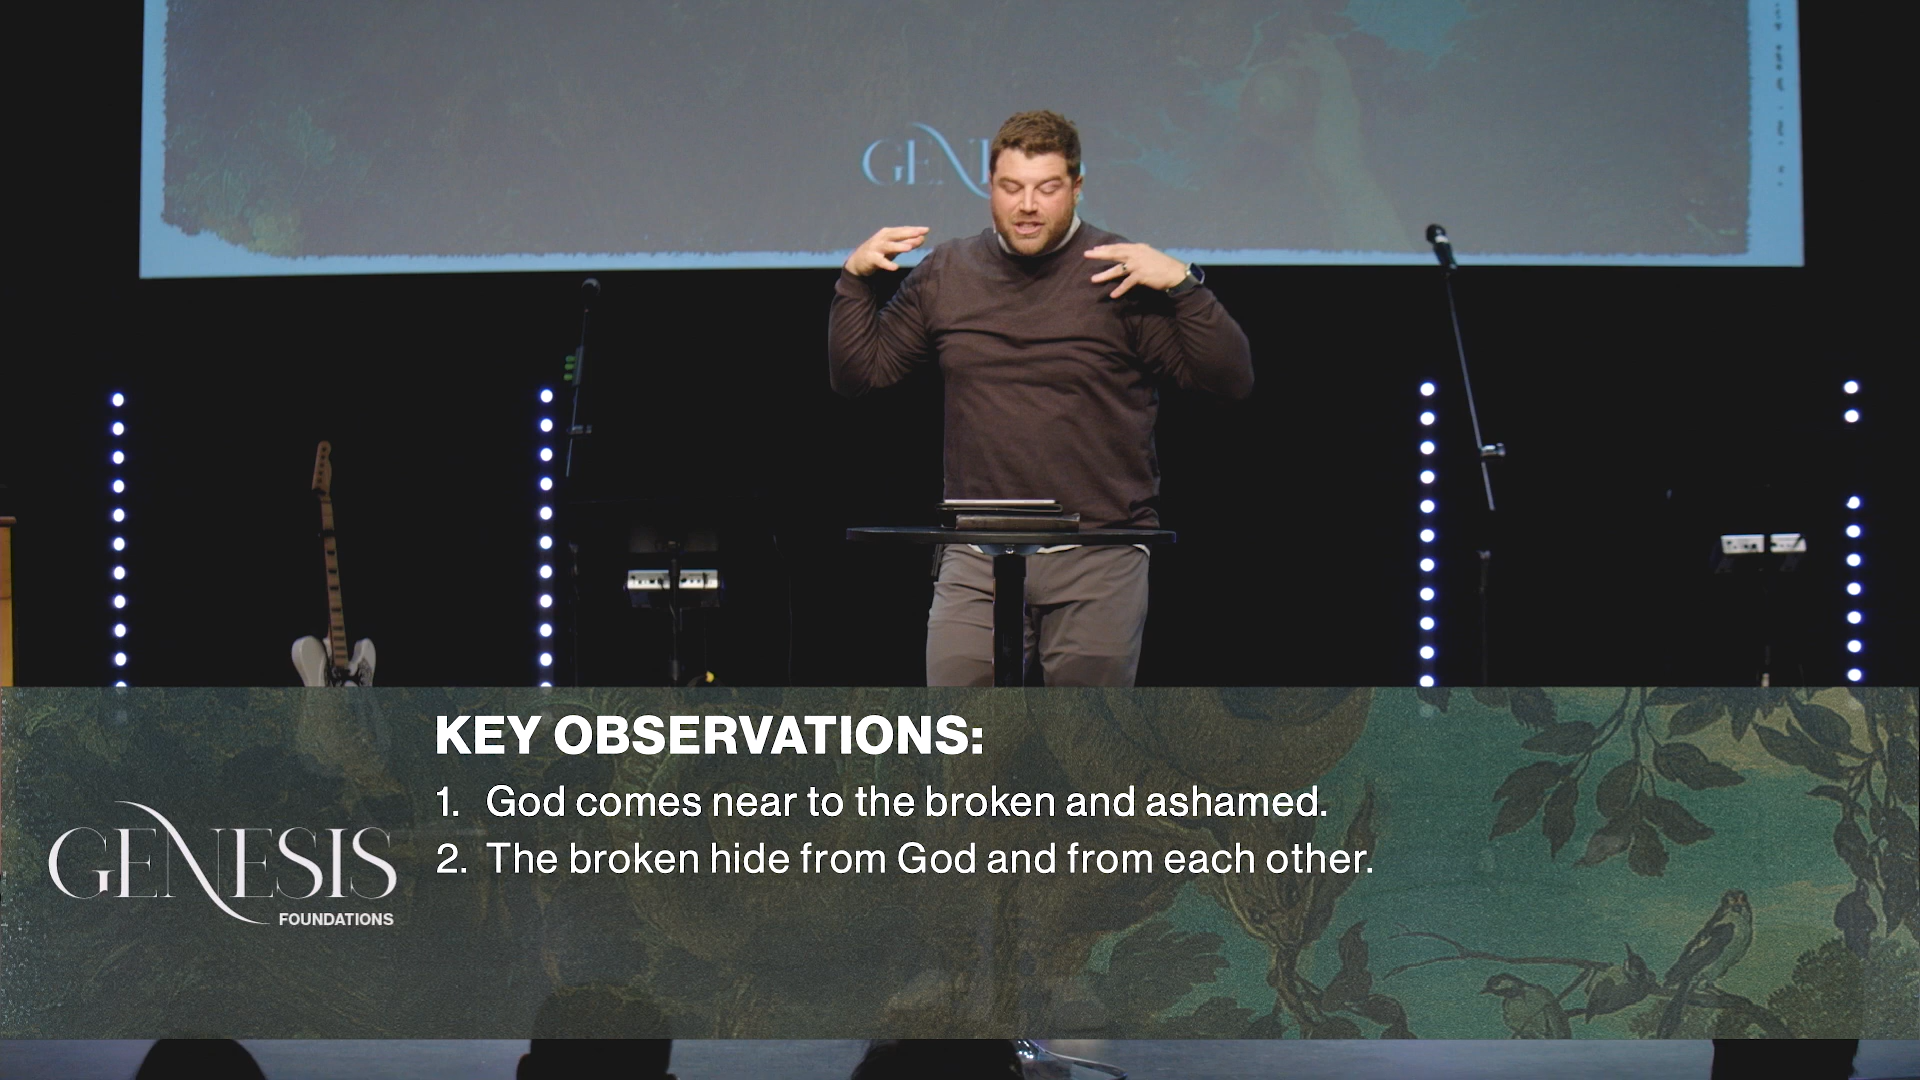 GENESIS
KEY OBSERVATIONS:
1. God comes near to the broken and ashamed.
2. The broken hide from God and from each other.
GENESIS
FOUNDATIONS